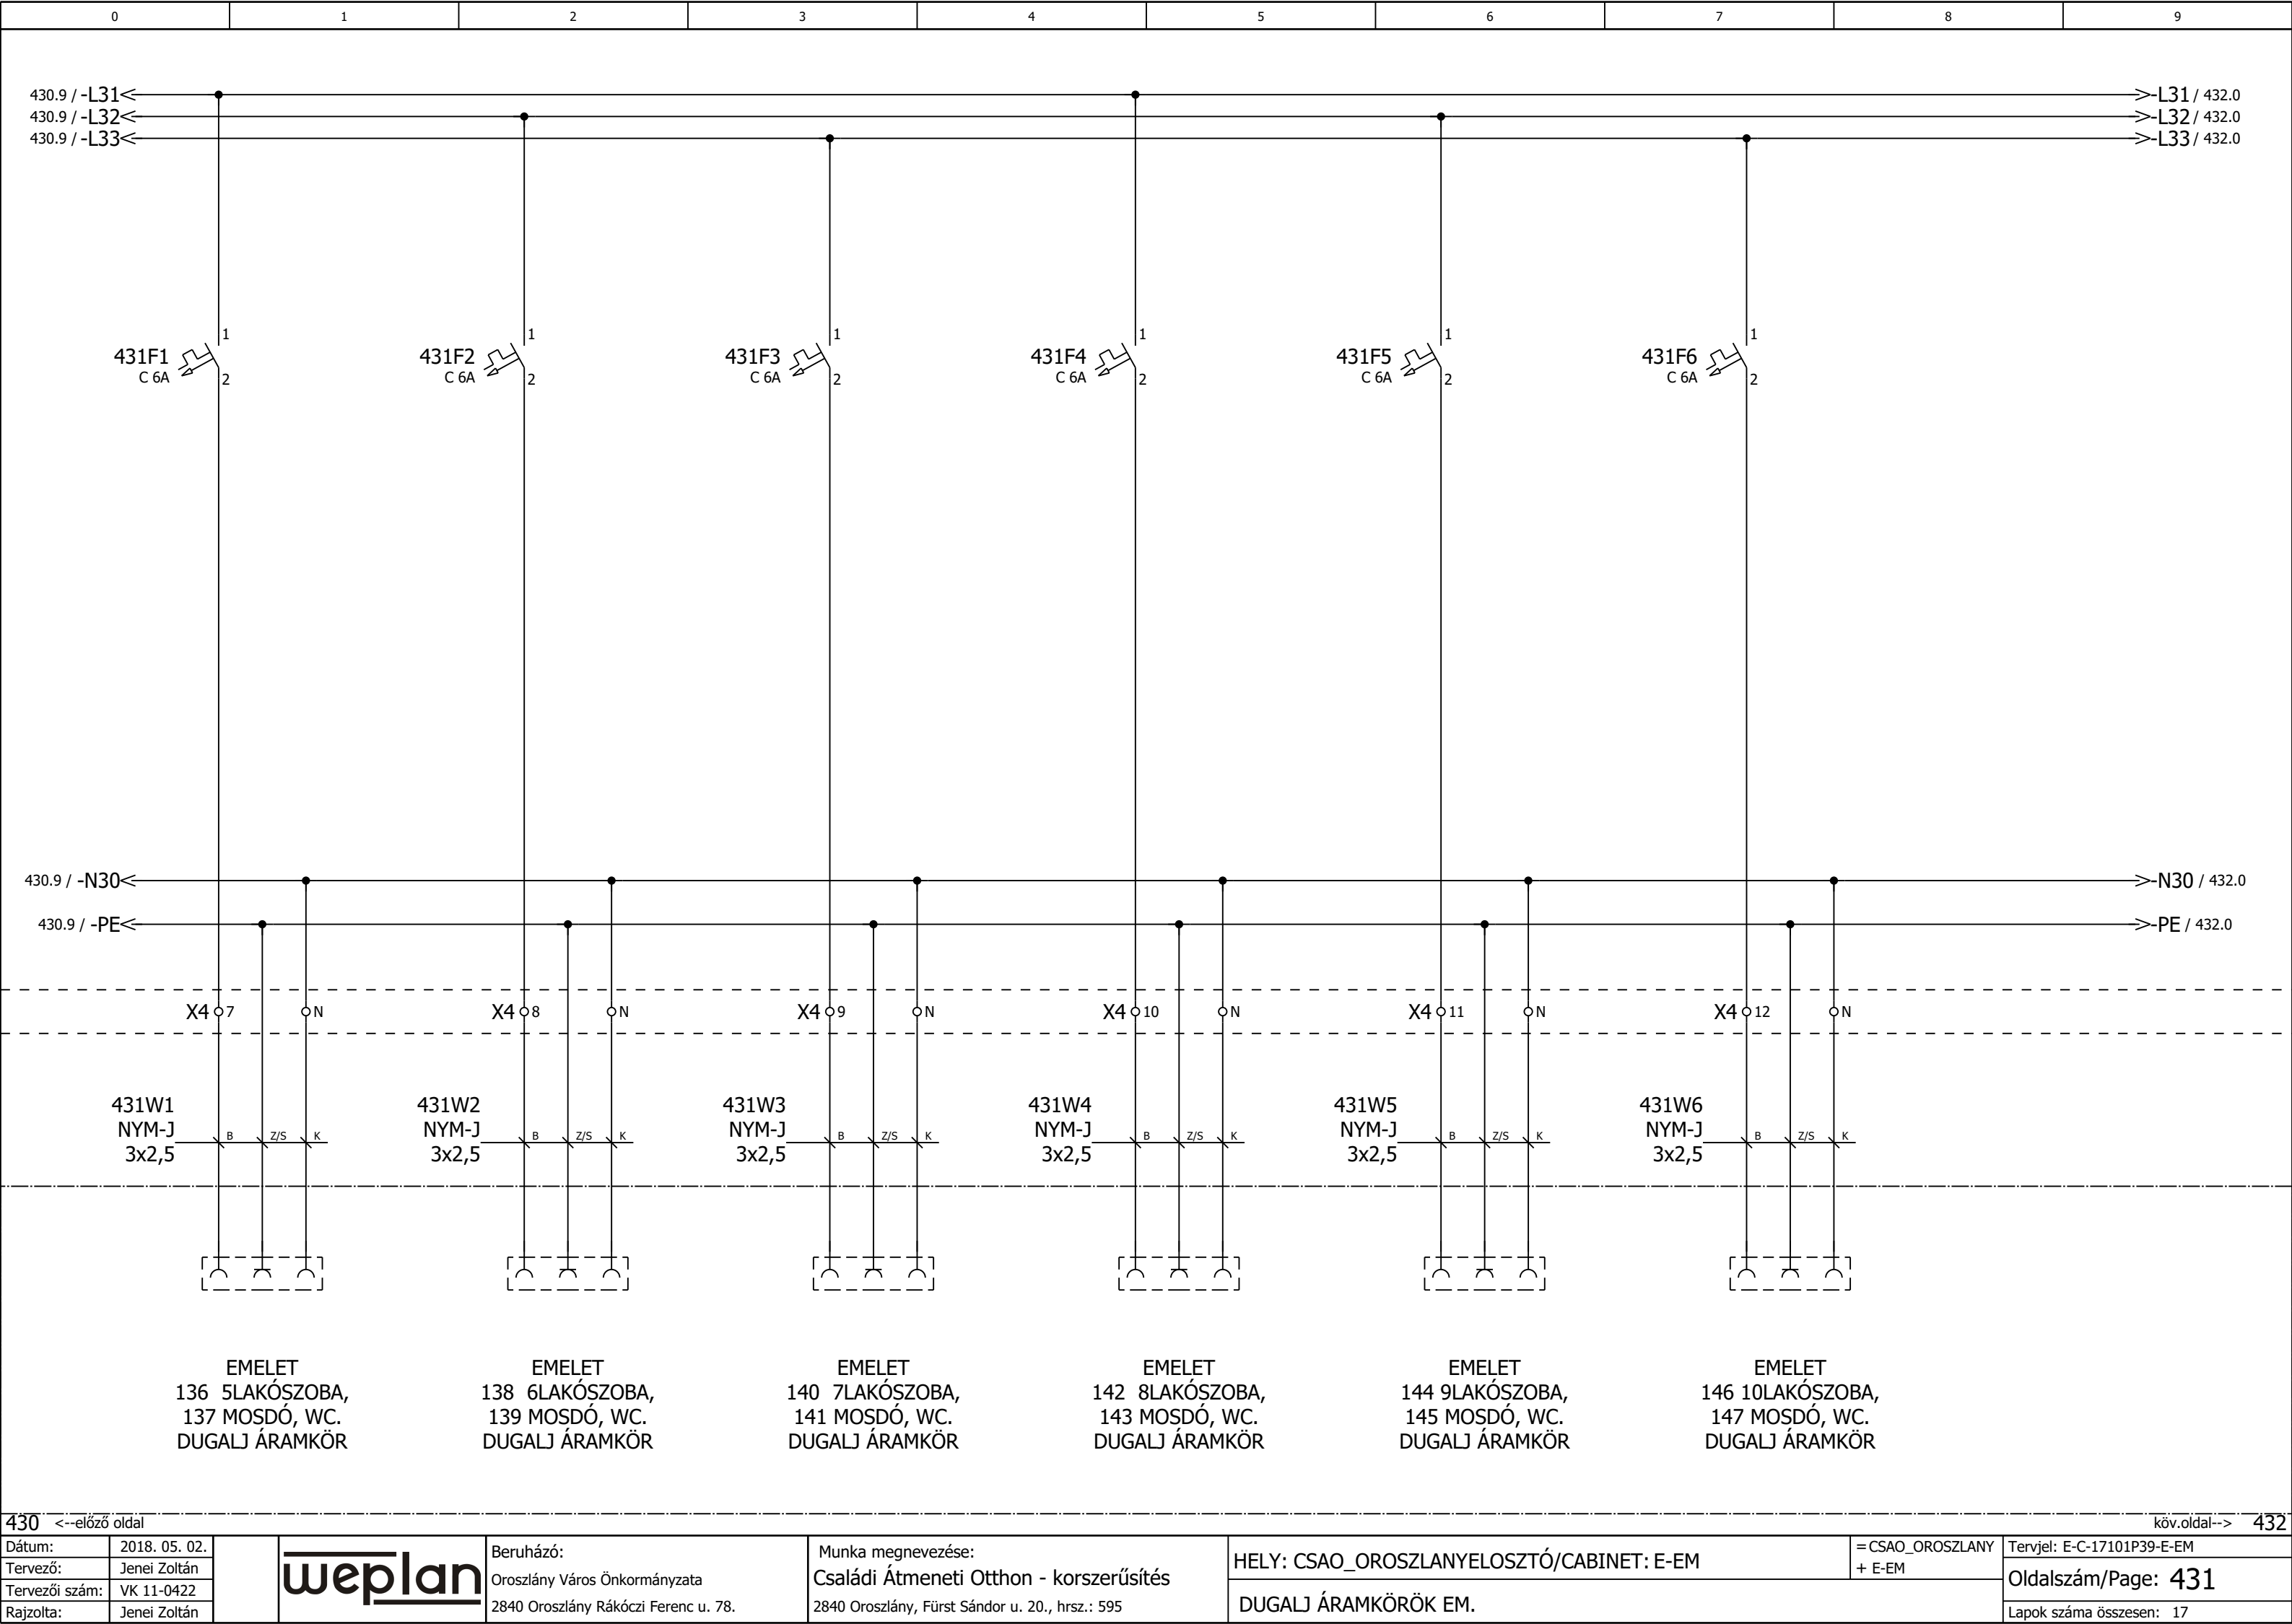 0 1 2 3 4 5 6 7 8 9
430.9 / -L31 -L31 / 432.0
430.9 / -L32 -L32 / 432.0
430.9 / -L33 -L33 / 432.0
1 1 1 1 1 1
431F1 431F2 431F3 431F4 431F5 431F6
C 6A C 6A C 6A C 6A C 6A C 6A
2 2 2 2 2 2
430.9 / -N30 -N30 / 432.0
430.9 / -PE -PE / 432.0
X4 7 N X4 8 N X4 9 N X4 10 N X4 11 N X4 12 N
431W1 431W2 431W3 431W4 431W5 431W6
NYM-J NYM-J NYM-J NYM-J NYM-J NYM-J
B Z/S K B Z/S K B Z/S K B Z/S K B Z/S K B Z/S K
3x2,5 3x2,5 3x2,5 3x2,5 3x2,5 3x2,5
EMELET
136 5LAKÓSZOBA,
137 MOSDÓ, WC.
DUGALJ ÁRAMKÖR
EMELET
138 6LAKÓSZOBA,
139 MOSDÓ, WC.
DUGALJ ÁRAMKÖR
EMELET
140 7LAKÓSZOBA,
141 MOSDÓ, WC.
DUGALJ ÁRAMKÖR
EMELET
142 8LAKÓSZOBA,
143 MOSDÓ, WC.
DUGALJ ÁRAMKÖR
EMELET
144 9LAKÓSZOBA,
145 MOSDÓ, WC.
DUGALJ ÁRAMKÖR
EMELET
146 10LAKÓSZOBA,
147 MOSDÓ, WC.
DUGALJ ÁRAMKÖR
430 <--előző oldal
köv.oldal--> 432
Dátum: 2018. 05. 02.
Tervező: Jenei Zoltán
Tervezői szám: VK 11-0422
Rajzolta: Jenei Zoltán
weplan
Beruházó:
Oroszlány Város Önkormányzata
2840 Oroszlány Rákóczi Ferenc u. 78.
Munka megnevezése:
Családi Átmeneti Otthon - korszerűsítés
2840 Oroszlány, Fürst Sándor u. 20., hrsz.: 595
HELY: CSAO_OROSZLANYELOSZTÓ/CABINET: E-EM
DUGALJ ÁRAMKÖRÖK EM.
=CSAO_OROSZLANY
+ E-EM
Tervjel: E-C-17101P39-E-EM
Oldalszám/Page: 431
Lapok száma összesen: 17